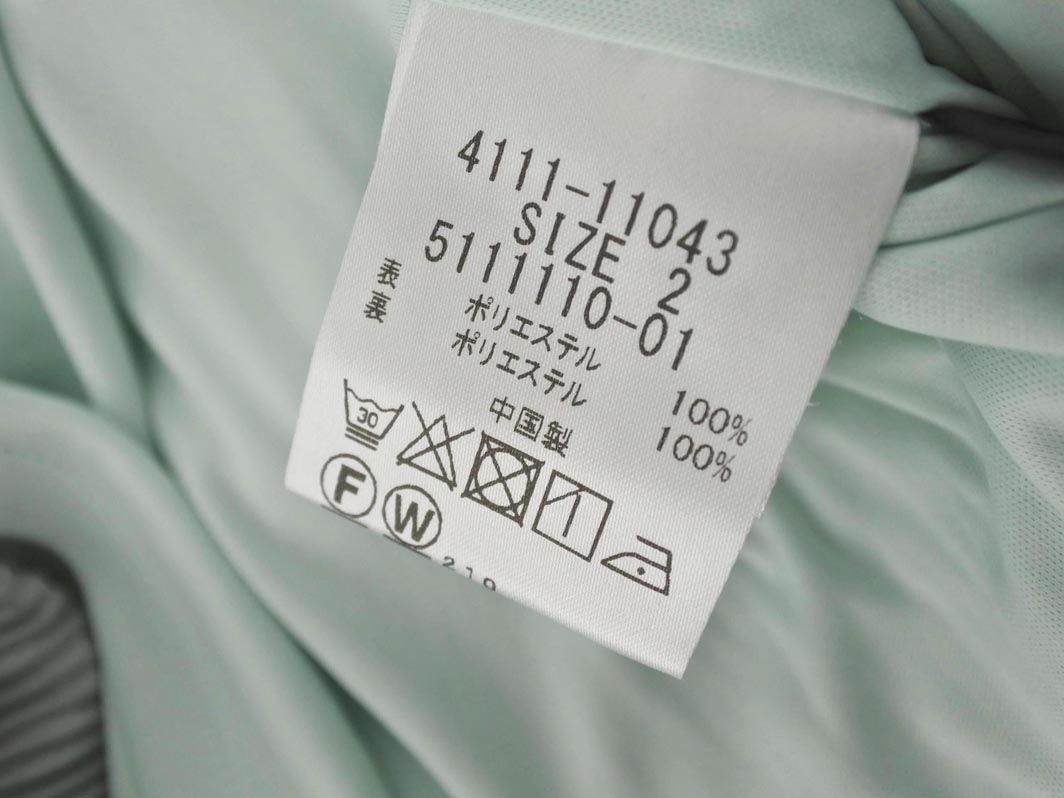 4111-11043
SIZE 2
5111110-01
表 ポリエステル 100%
裏 ポリエステル 100%
中国製
30
F W